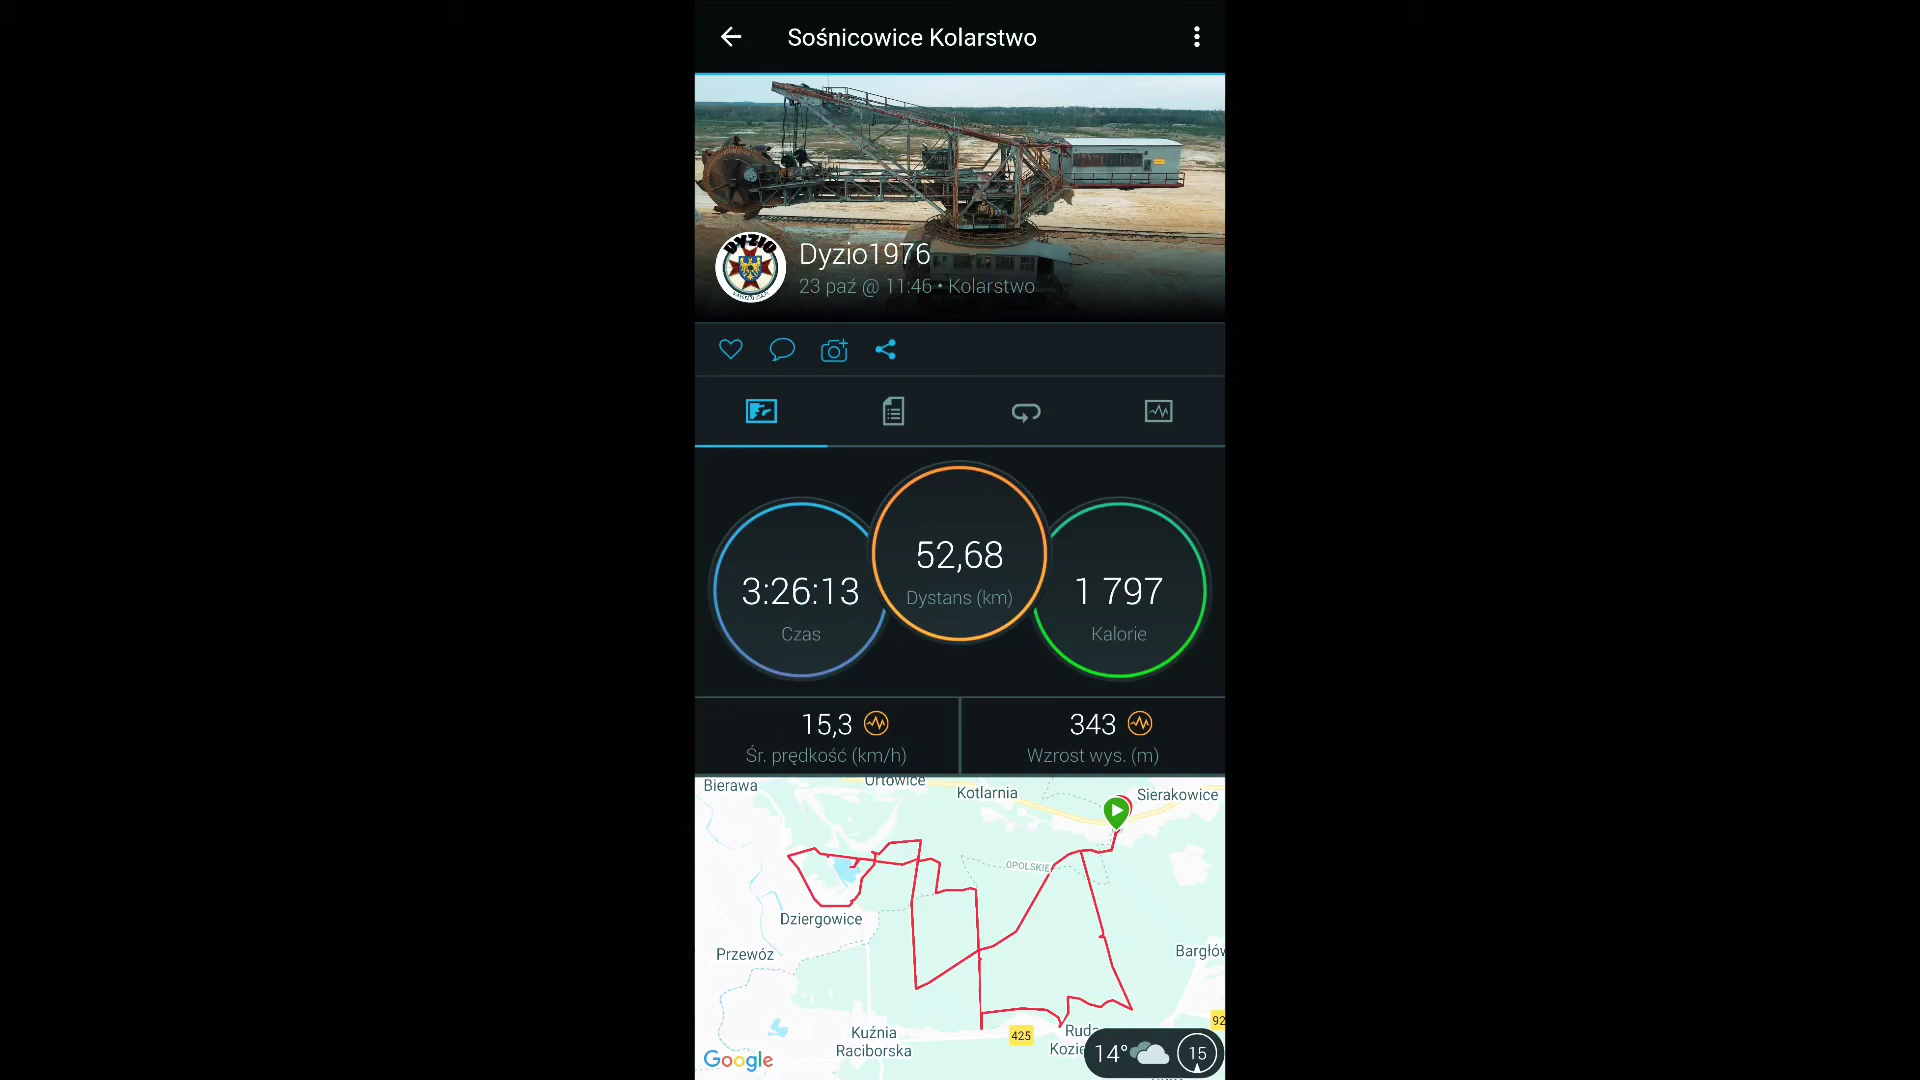 Sośnicowice Kolarstwo
DYZIO
Dyzio1976
23 paź @ 11:46 • Kolarstwo
52,68
Dystans (km)
3:26:13
Czas
1 797
Kalorie
15,3
Śr. prędkość (km/h)
343
Wzrost wys. (m)
Bierawa
Ortowice
Kotlarnia
Sierakowice
OPOLSKIE
Dziergowice
Przewóz
Bargłów
92
425
Kuźnia
Raciborska
Ruda
Kozie
14°
15
Google